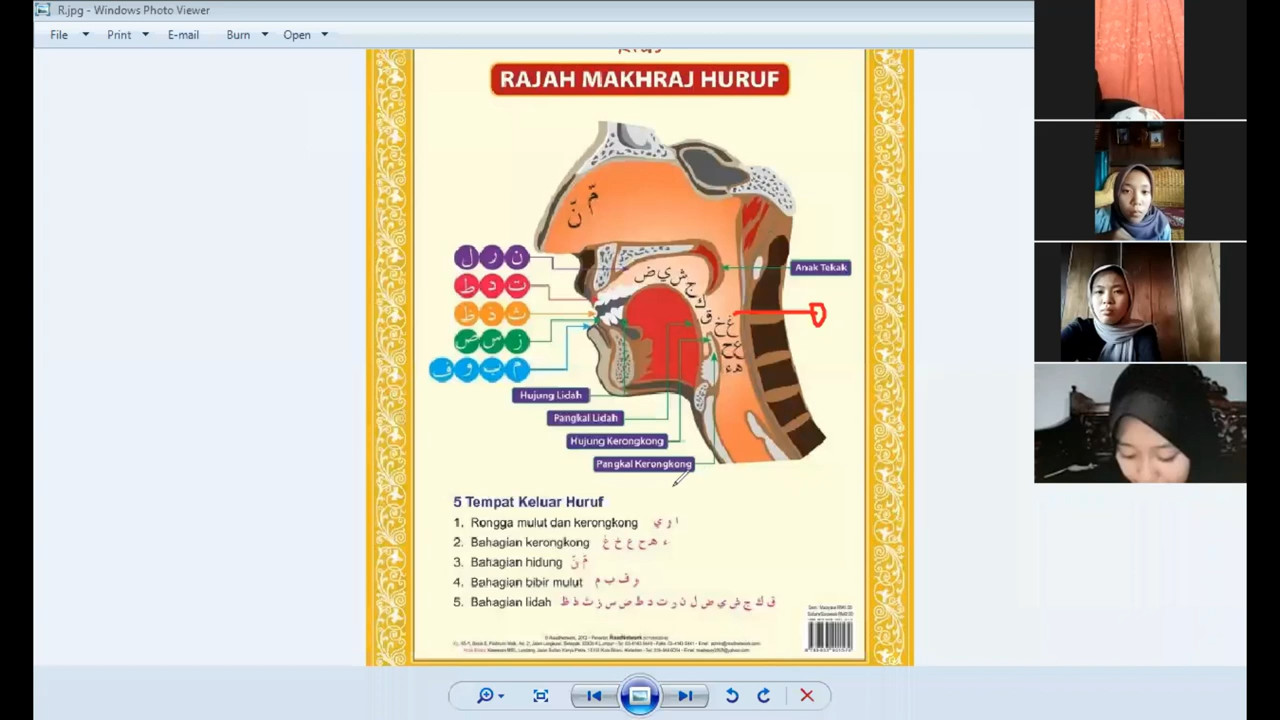 R.jpg - Windows Photo Viewer
File Print E-mail Burn Open
RAJAH MAKHRAJ HURUF
مّ
نّ
ل ر ن
ط د ت
ظ ذ ث
ص س ز
ف و ب م
ض ي ش ج ك ق
غ خ
ع ح
ه ء
Anak Tekak
Hujung Lidah
Pangkal Lidah
Hujung Kerongkong
Pangkal Kerongkong
5 Tempat Keluar Huruf
1. Rongga mulut dan kerongkong ا و ي
2. Bahagian kerongkong ء ه ح ع خ غ
3. Bahagian hidung مّ نّ
4. Bahagian bibir mulut و ف ب م
5. Bahagian lidah ق ك ج ش ي ض ل ن ر ت د ط ص س ز ث ذ ظ